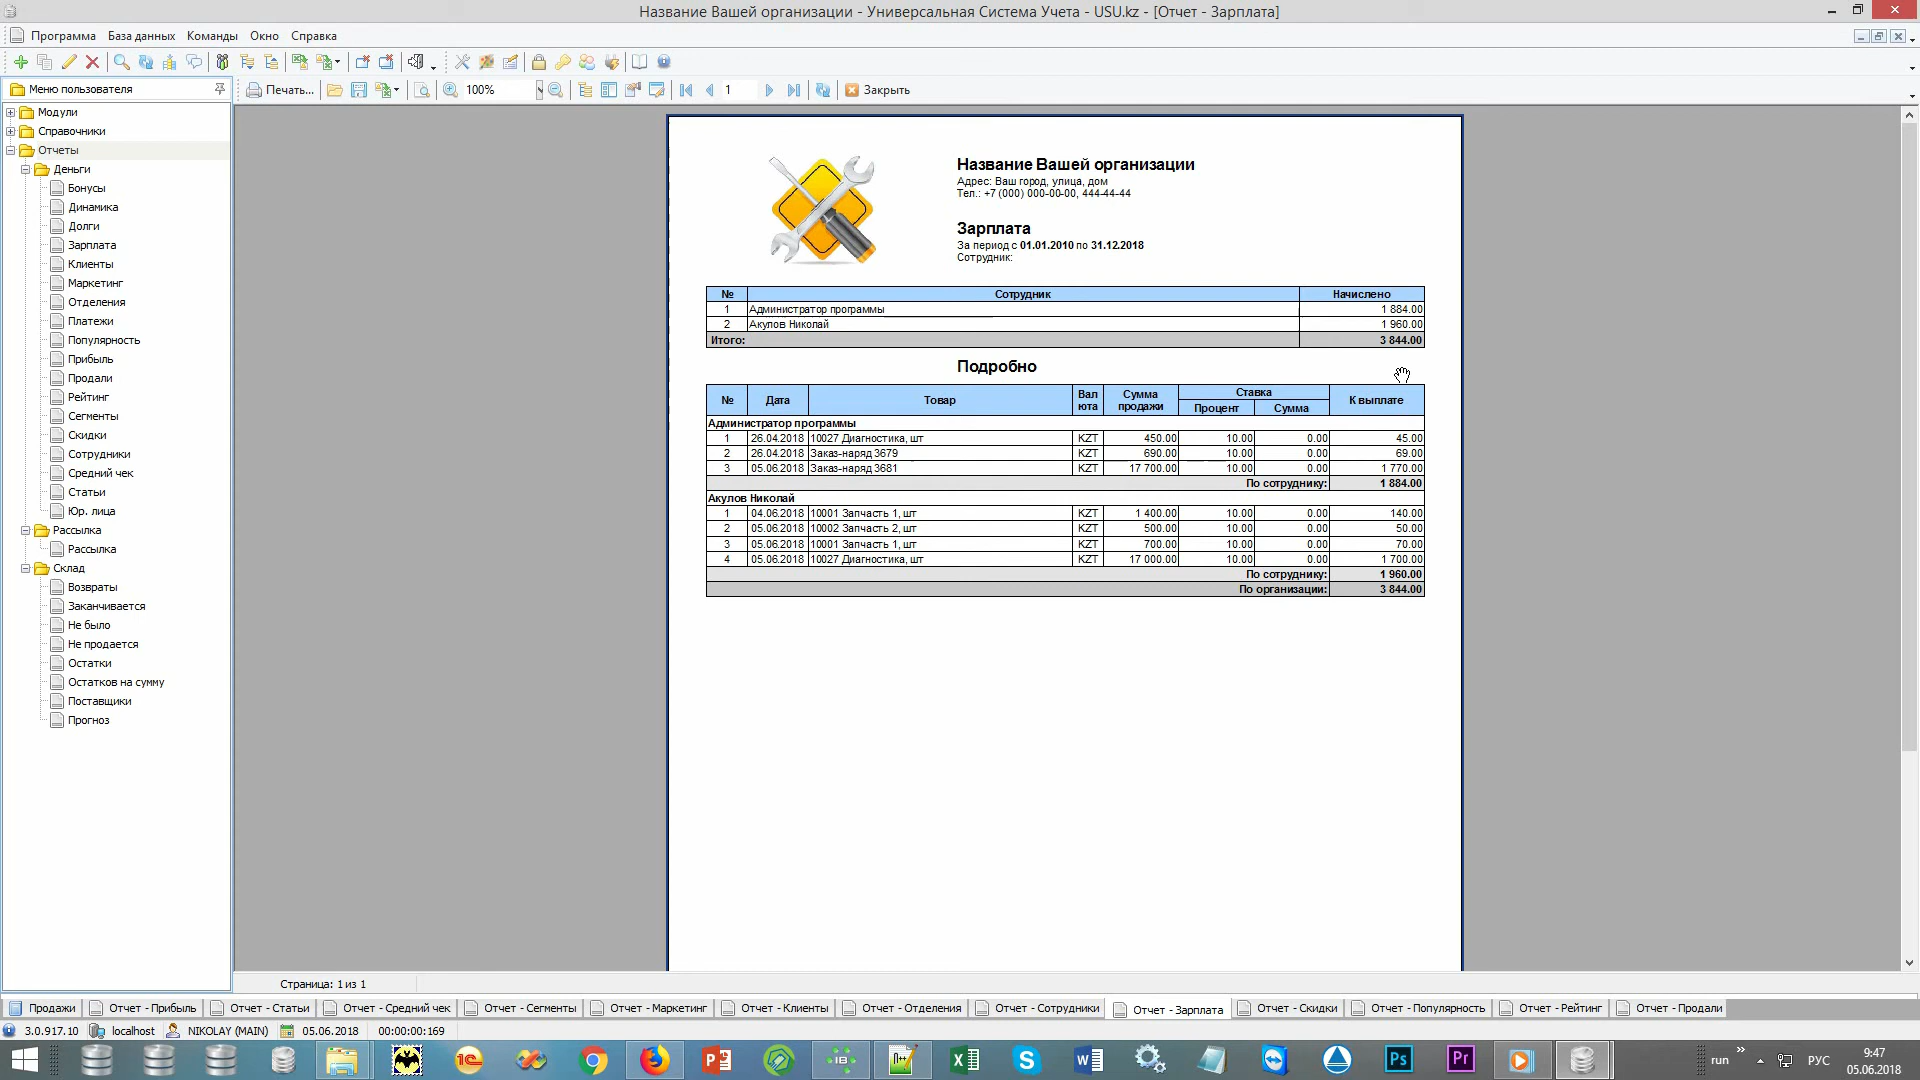 Название Вашей организации - Универсальная Система Учета - USU.kz - [Отчет - Зарплата]
Программа База данных Команды Окно Справка
Меню пользователя
Печать... 100% 1 Закрыть
Модули
Справочники
Отчеты
Деньги
Бонусы
Динамика
Долги
Зарплата
Клиенты
Маркетинг
Отделения
Платежи
Популярность
Прибыль
Продали
Рейтинг
Сегменты
Скидки
Сотрудники
Средний чек
Статьи
Юр. лица
Рассылка
Рассылка
Склад
Возвраты
Заканчивается
Не было
Не продается
Остатки
Остатков на сумму
Поставщики
Прогноз
Название Вашей организации
Адрес: Ваш город, улица, дом
Тел.: +7 (000) 000-00-00, 444-44-44
Зарплата
За период с 01.01.2010 по 31.12.2018
Сотрудник:
№ Сотрудник Начислено
1 Администратор программы 1 884.00
2 Акулов Николай 1 960.00
Итого: 3 844.00
Подробно
№ Дата Товар Вал юта Сумма продажи Ставка Процент Сумма К выплате
Администратор программы
1 26.04.2018 10027 Диагностика, шт KZT 450.00 10.00 0.00 45.00
2 26.04.2018 Заказ-наряд 3679 KZT 690.00 10.00 0.00 69.00
3 05.06.2018 Заказ-наряд 3681 KZT 17 700.00 10.00 0.00 1 770.00
По сотруднику: 1 884.00
Акулов Николай
1 04.06.2018 10001 Запчасть 1, шт KZT 1 400.00 10.00 0.00 140.00
2 05.06.2018 10002 Запчасть 2, шт KZT 500.00 10.00 0.00 50.00
3 05.06.2018 10001 Запчасть 1, шт KZT 700.00 10.00 0.00 70.00
4 05.06.2018 10027 Диагностика, шт KZT 17 000.00 10.00 0.00 1 700.00
По сотруднику: 1 960.00
По организации: 3 844.00
Страница: 1 из 1
Продажи Отчет - Прибыль Отчет - Статьи Отчет - Средний чек Отчет - Сегменты Отчет - Маркетинг Отчет - Клиенты Отчет - Отделения Отчет - Сотрудники Отчет - Зарплата Отчет - Скидки Отчет - Популярность Отчет - Рейтинг Отчет - Продали
3.0.917.10 localhost NIKOLAY (MAIN) 05.06.2018 00:00:00:169
run РУС 9:47
05.06.2018